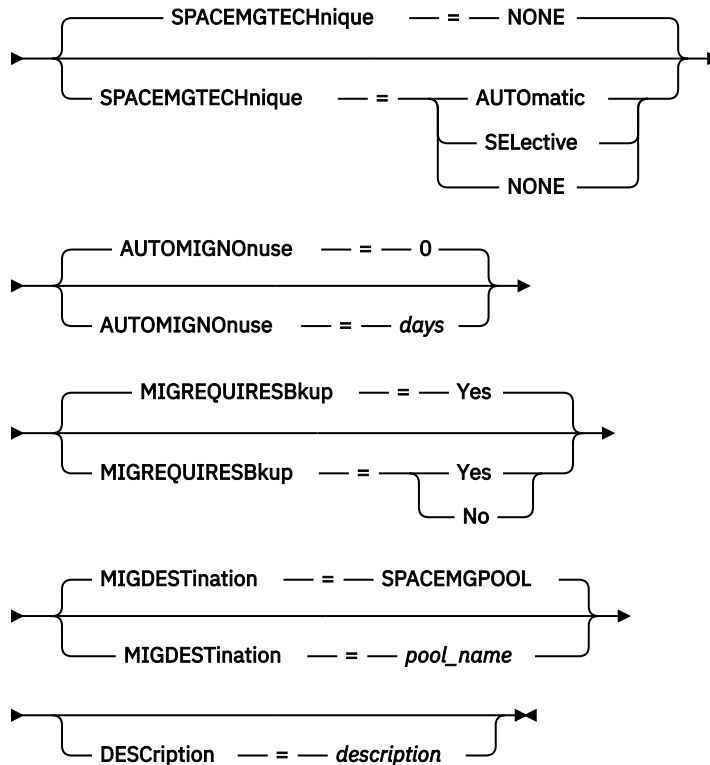 SPACEMGTECHnique = NONE
SPACEMGTECHnique = AUTOmatic
SELective
NONE
AUTOMIGNOnuse = 0
AUTOMIGNOnuse = days
MIGREQUIRESBkup = Yes
MIGREQUIRESBkup = Yes
No
MIGDESTination = SPACEMGPOOL
MIGDESTination = pool_name
DESCription = description